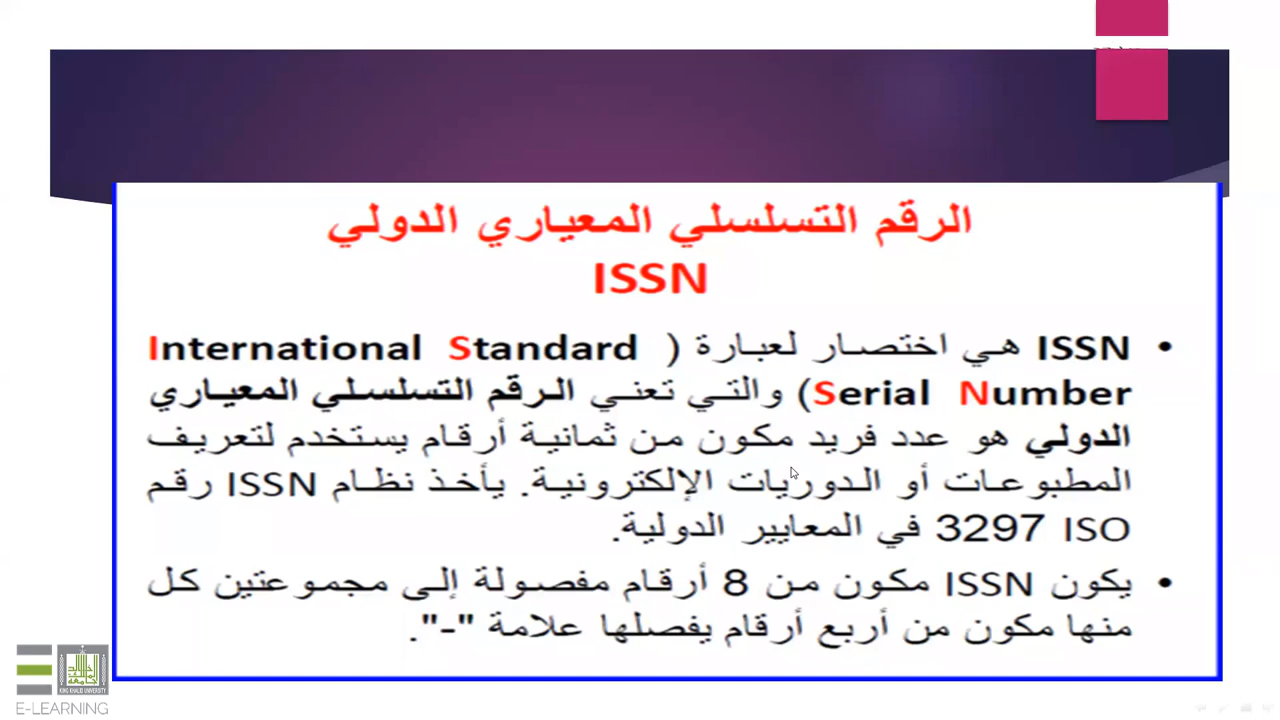 الرقم التسلسلي المعياري الدولي
ISSN
• ISSN هي اختصار لعبارة ( International Standard
Serial Number) والتي تعني الرقم التسلسلي المعياري
الدولي هو عدد فريد مكون من ثمانية أرقام يستخدم لتعريف
المطبوعات أو الدوريات الإلكترونية. يأخذ نظام ISSN رقم
ISO 3297 في المعايير الدولية.
• يكون ISSN مكون من 8 أرقام مفصولة إلى مجموعتين كل
منها مكون من أربع أرقام يفصلها علامة "-".
KING KHALID UNIVERSITY
E-LEARNING